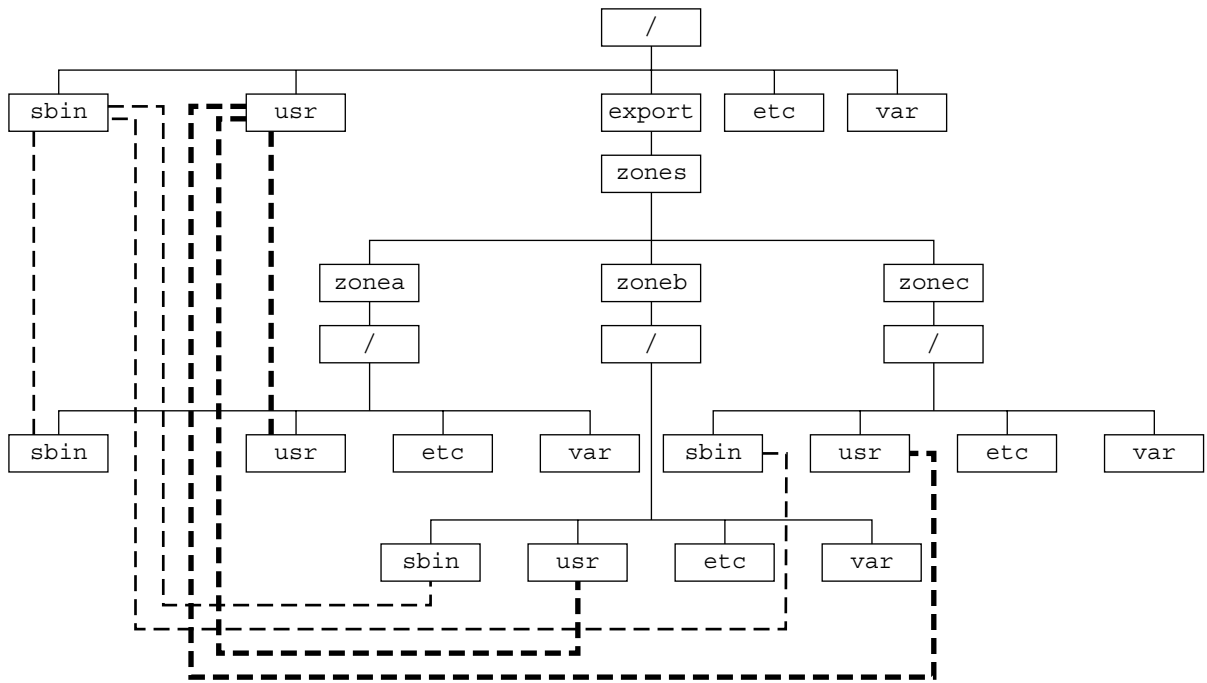 /
sbin usr export etc var
zones
zonea zoneb zonec
/ / /
sbin usr etc var sbin usr etc var
sbin usr etc var